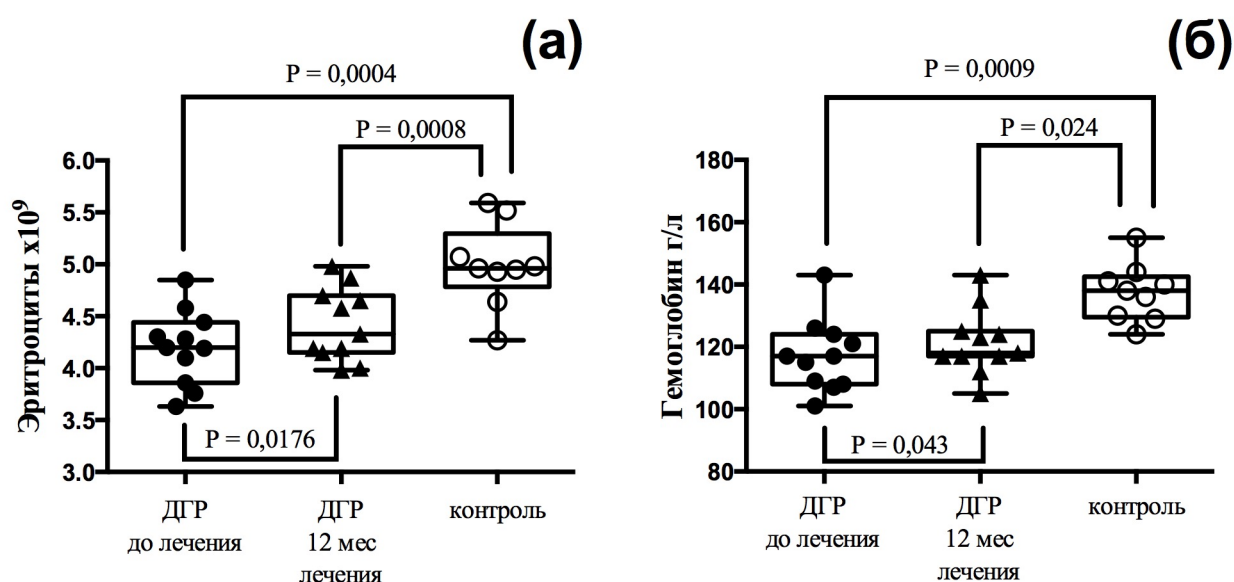 (а)
P = 0,0004
P = 0,0008
6.0
5.5
5.0
4.5
4.0
3.5
3.0
Эритроциты x10⁹
P = 0,0176
ДГР
до лечения
ДГР
12 мес
лечения
контроль
(б)
P = 0,0009
P = 0,024
180
160
140
120
100
80
Гемоглобин г/л
P = 0,043
ДГР
до лечения
ДГР
12 мес
лечения
контроль